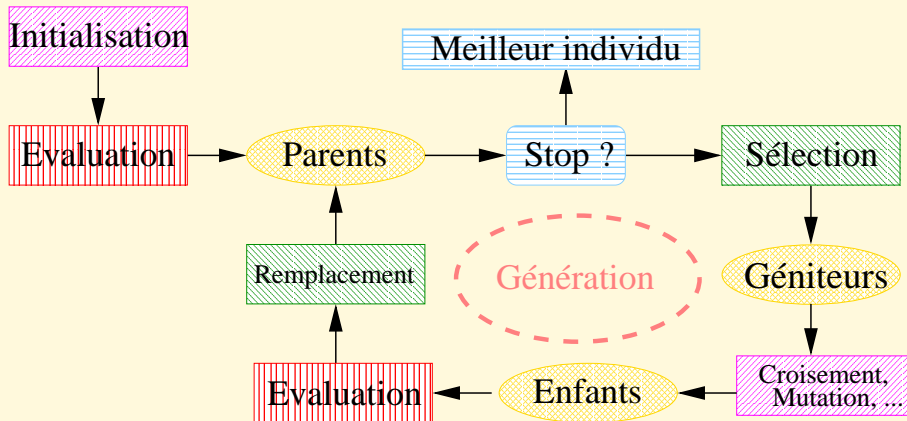 Initialisation
Meilleur individu
Evaluation
Parents
Stop ?
Sélection
Remplacement
Génération
Géniteurs
Evaluation
Enfants
Croisement,
Mutation, ...